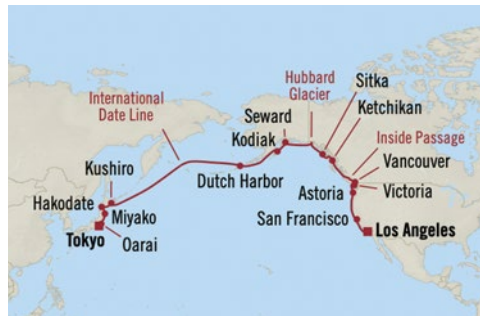 Hubbard
Glacier
Sitka
International
Date Line
Seward
Ketchikan
Kodiak
Inside Passage
Kushiro
Vancouver
Dutch Harbor
Hakodate
Miyako
Astoria
Victoria
San Francisco
Tokyo
Oarai
Los Angeles